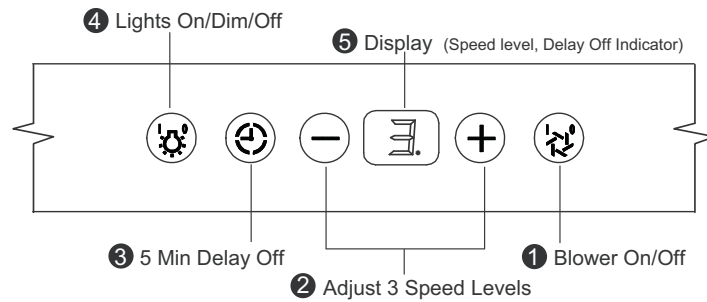 4 Lights On/Dim/Off
5 Display (Speed level, Delay Off Indicator)
3.
3 5 Min Delay Off
1 Blower On/Off
2 Adjust 3 Speed Levels